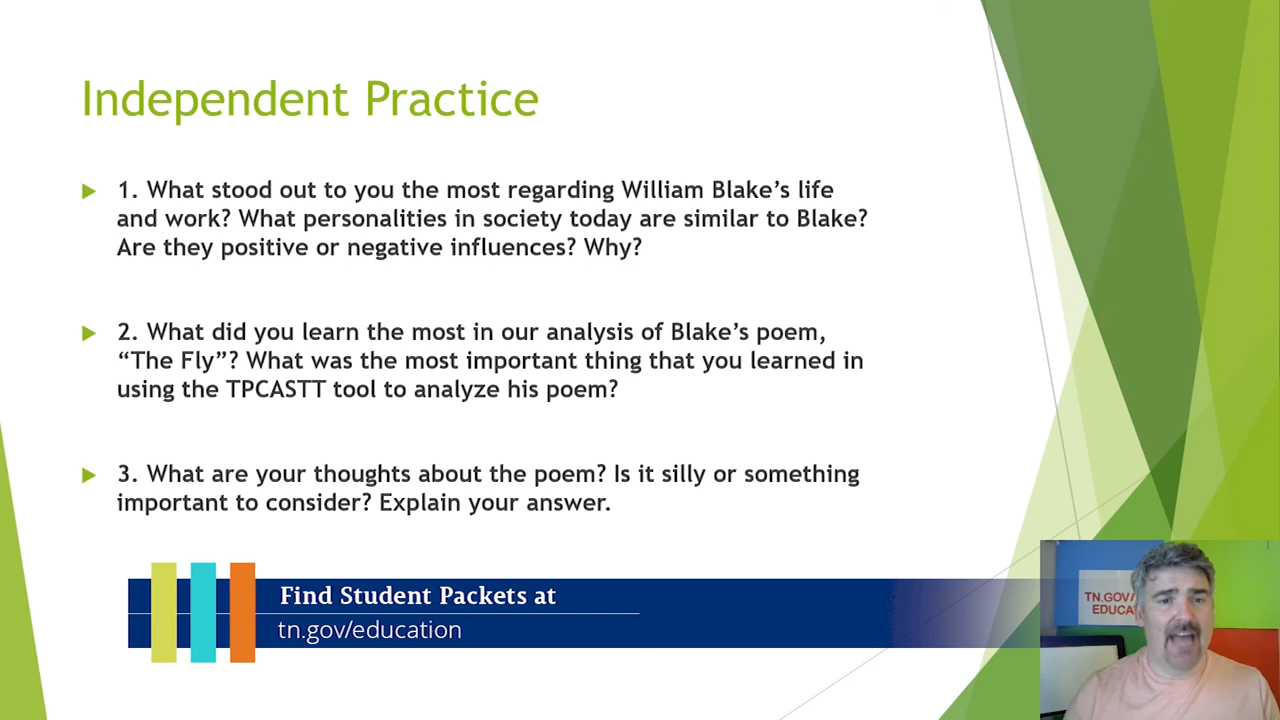 Independent Practice
1. What stood out to you the most regarding William Blake’s life
and work? What personalities in society today are similar to Blake?
Are they positive or negative influences? Why?
2. What did you learn the most in our analysis of Blake’s poem,
“The Fly”? What was the most important thing that you learned in
using the TPCASTT tool to analyze his poem?
3. What are your thoughts about the poem? Is it silly or something
important to consider? Explain your answer.
Find Student Packets at
tn.gov/education
TN.GOV/